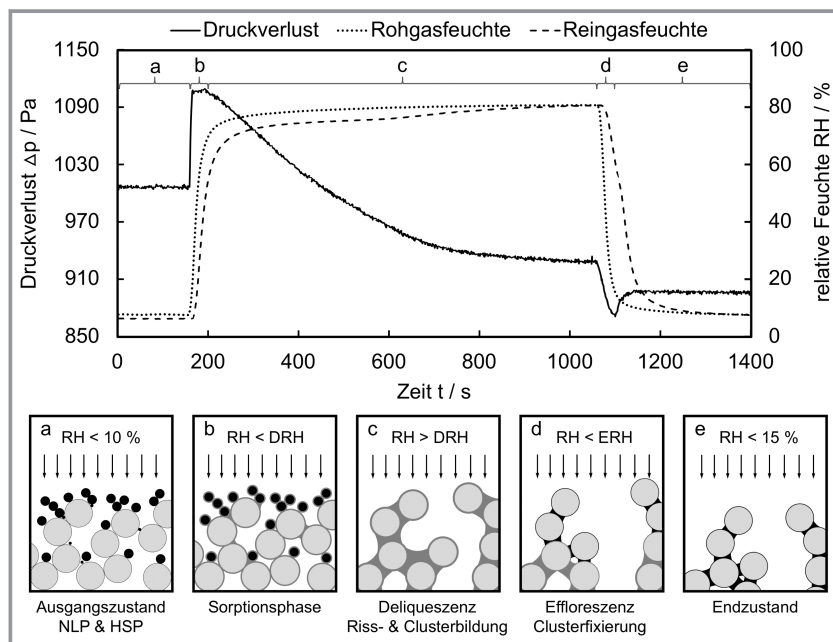 Druckverlust Rohgasfeuchte Reingasfeuchte
1150 100
a b c d e
1090 80
1030 60
970 40
910 20
850 0
Druckverlust Δp / Pa
relative Feuchte RH / %
0 200 400 600 800 1000 1200 1400
Zeit t / s
a
RH < 10 %
b
RH < DRH
c
RH > DRH
d
RH < ERH
e
RH < 15 %
Ausgangszustand
NLP & HSP
Sorptionsphase
Deliqueszenz
Riss- & Clusterbildung
Effloreszenz
Clusterfixierung
Endzustand